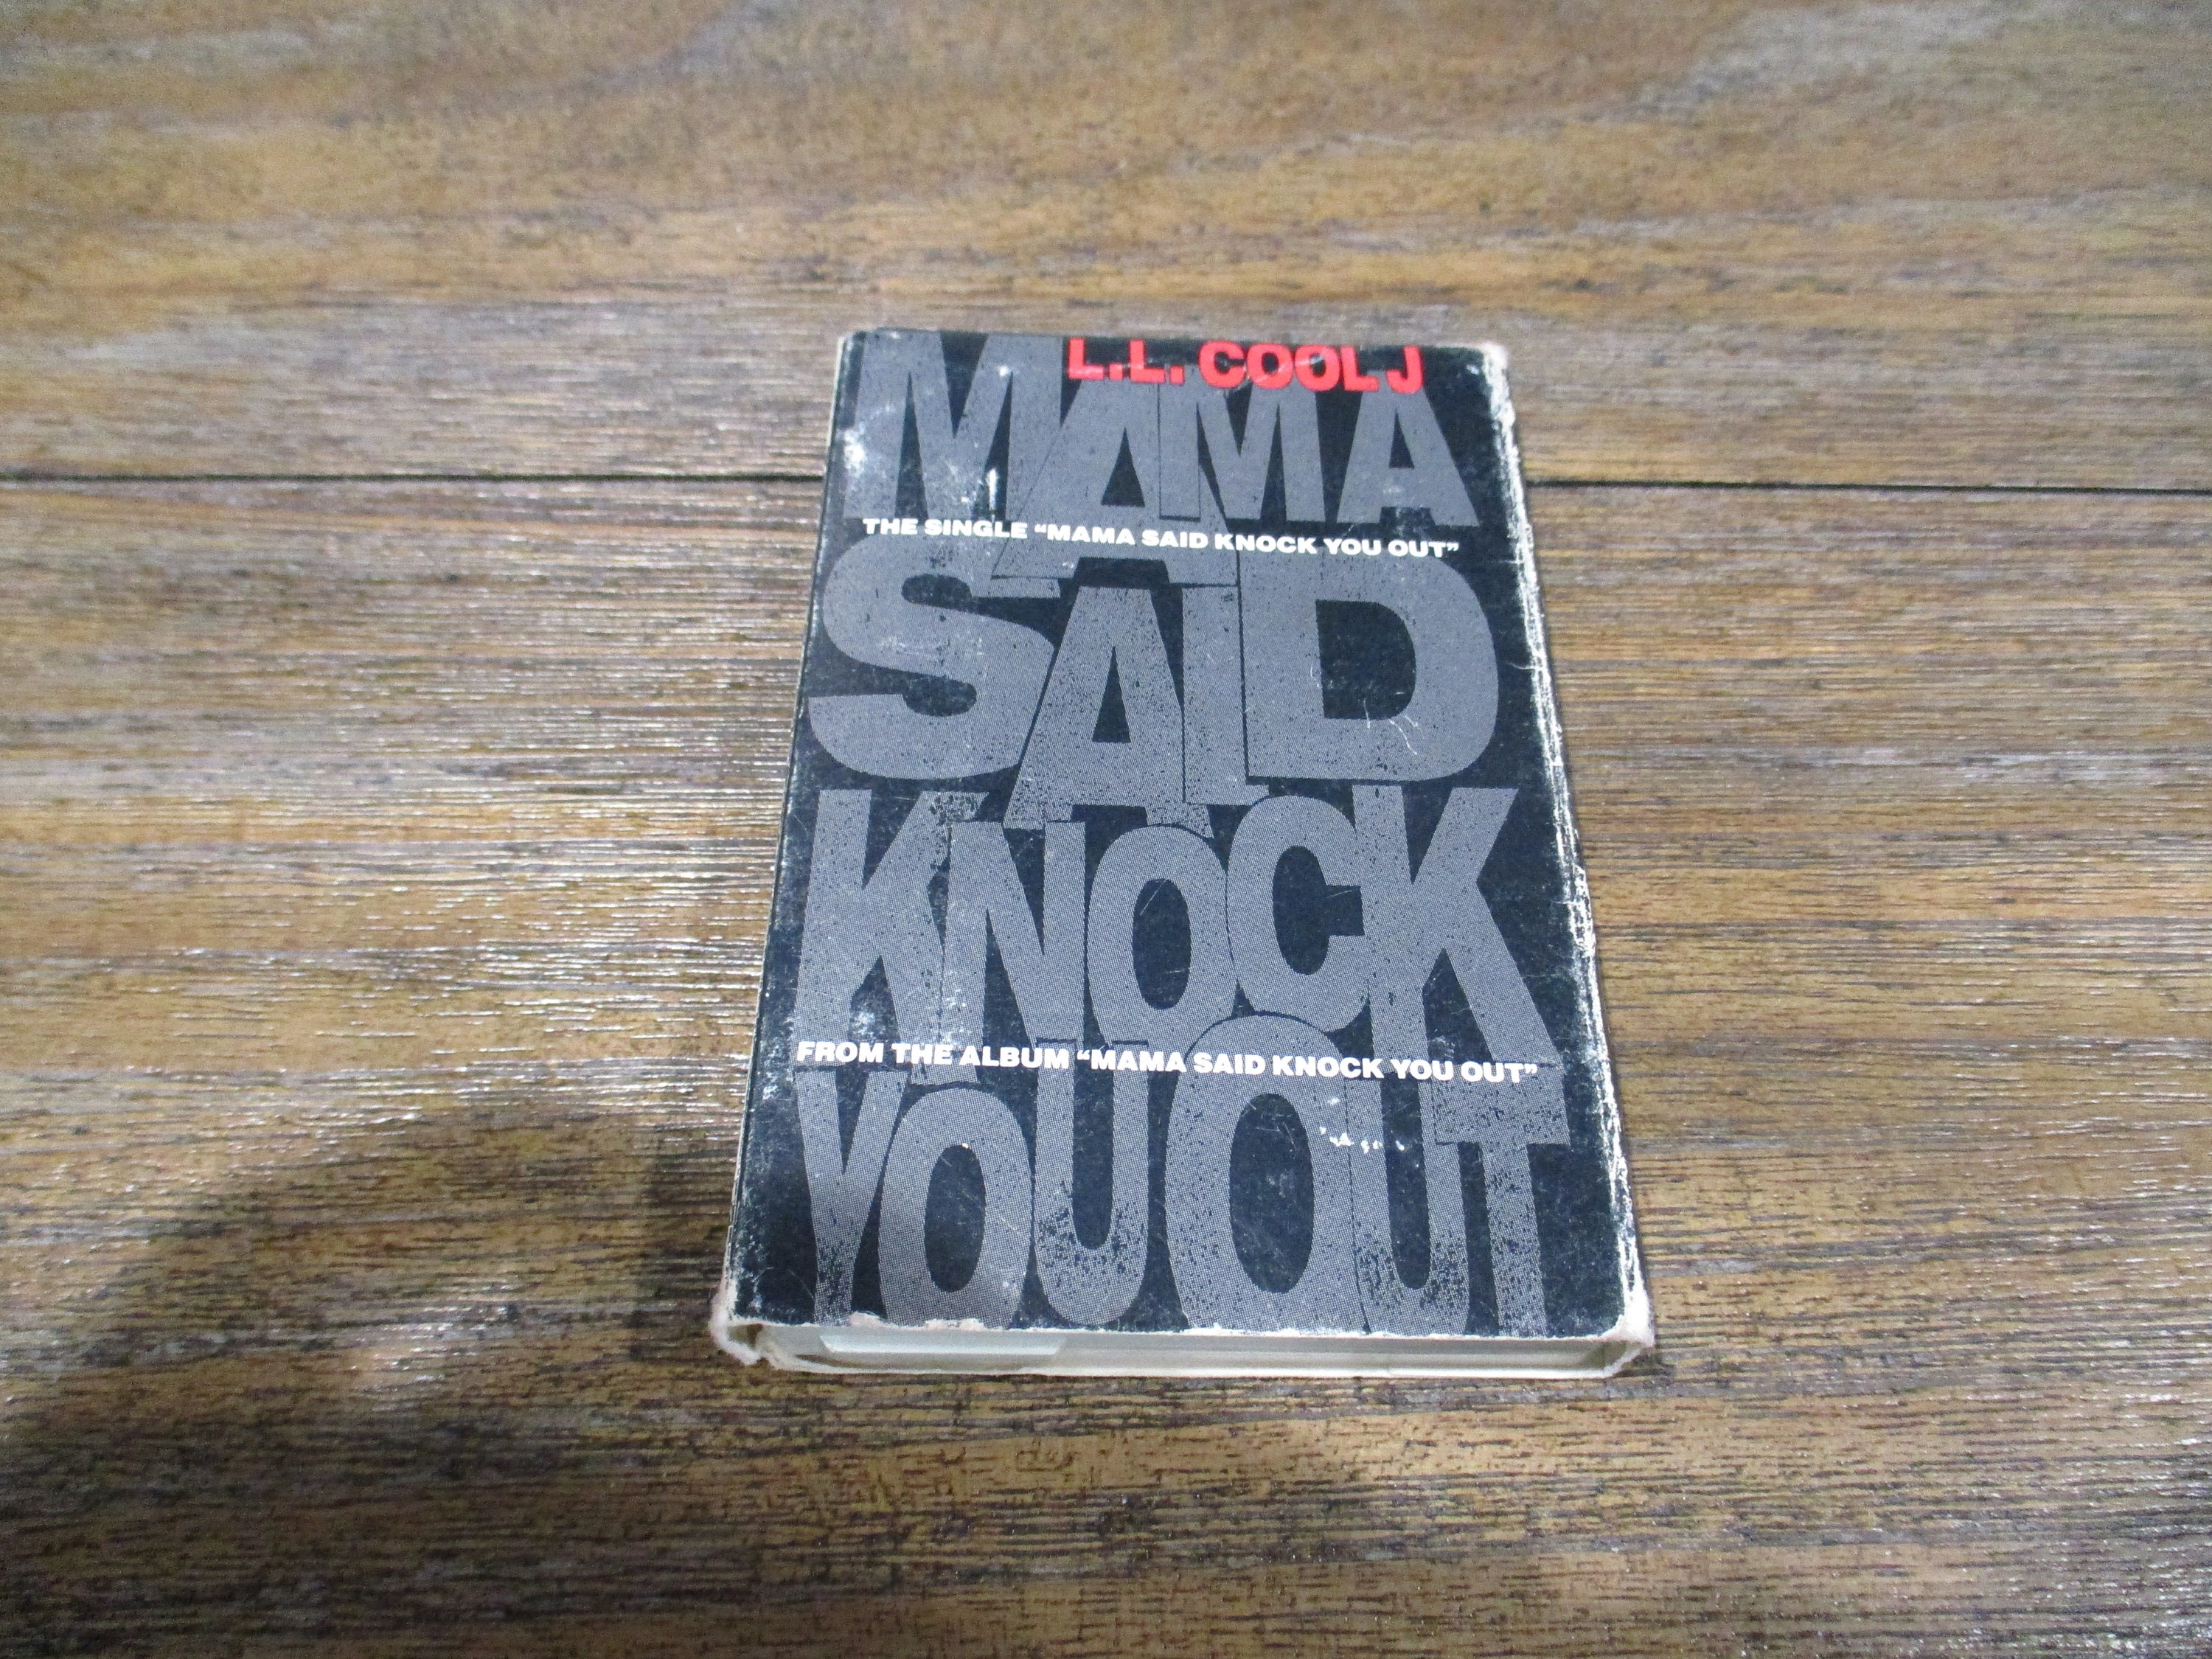 L.L. COOL J
MAMA
THE SINGLE “MAMA SAID KNOCK YOU OUT”
SAID
KNOCK
FROM THE ALBUM “MAMA SAID KNOCK YOU OUT”
YOU OUT